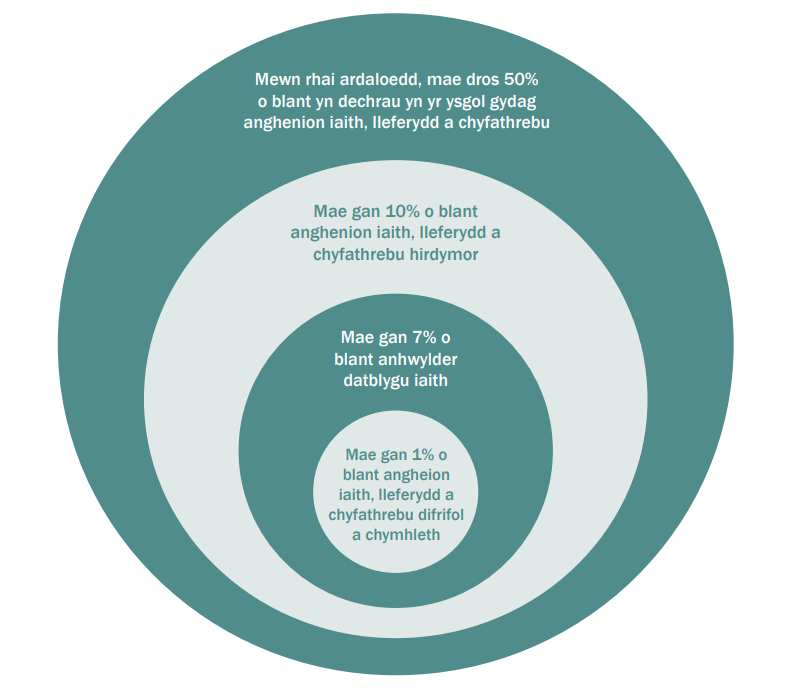 Mewn rhai ardaloedd, mae dros 50%
o blant yn dechrau yn yr ysgol gydag
anghenion iaith, lleferydd a chyfathrebu
Mae gan 10% o blant
anghenion iaith, lleferydd a
chyfathrebu hirdymor
Mae gan 7% o
blant anhwylder
datblygu iaith
Mae gan 1% o
blant angheion
iaith, lleferydd a
chyfathrebu difrifol
a chymhleth